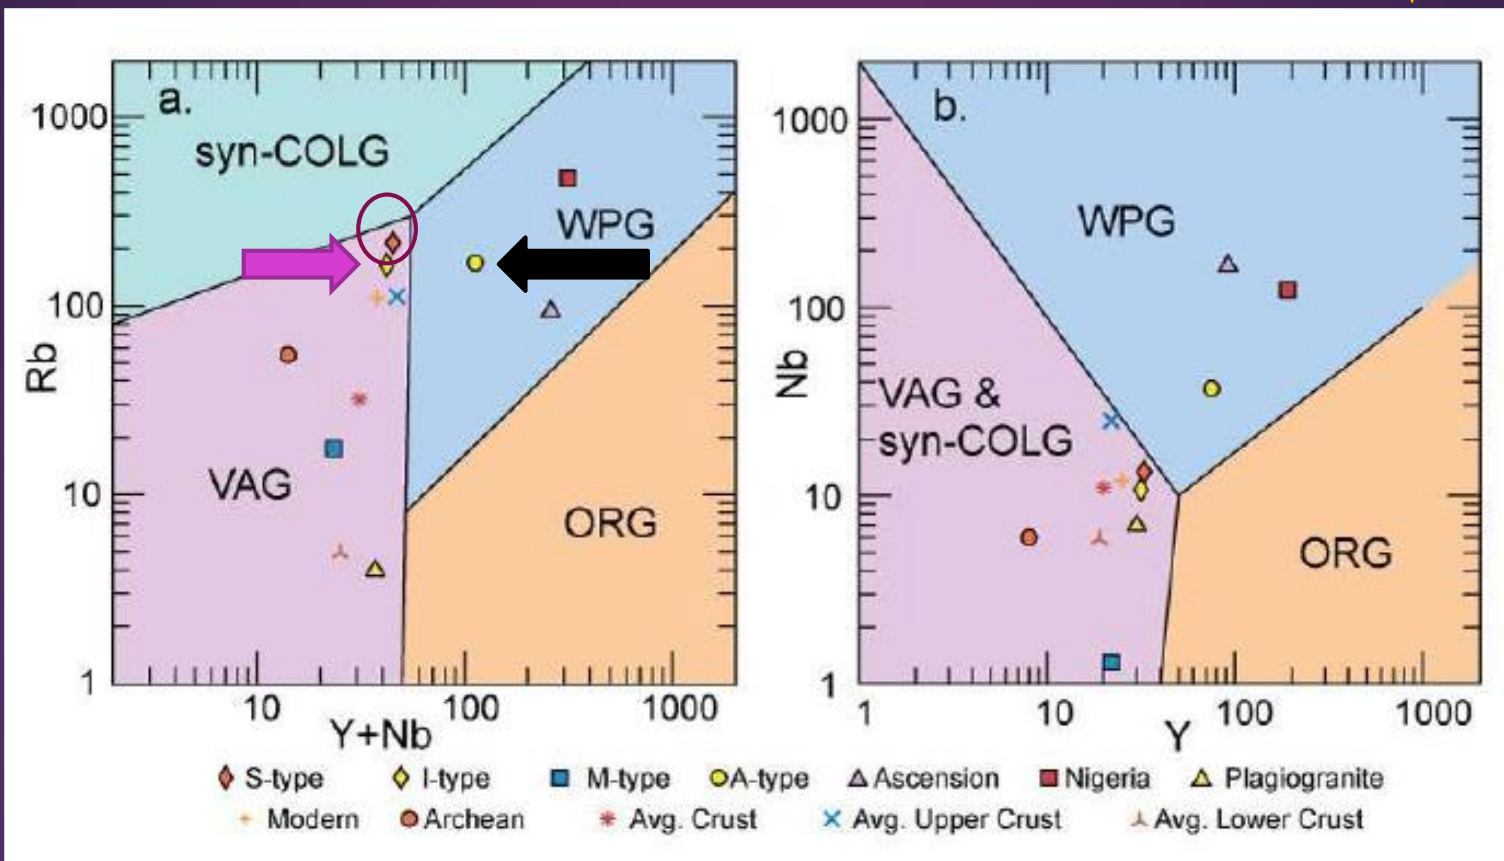 a.
syn-COLG
WPG
VAG
ORG
1000
100
10
1
Rb
10
100
1000
Y+Nb
b.
WPG
VAG &
syn-COLG
ORG
1000
100
10
1
Nb
1
10
100
1000
Y
S-type I-type M-type A-type Ascension Nigeria Plagiogranite
Modern Archean Avg. Crust Avg. Upper Crust Avg. Lower Crust